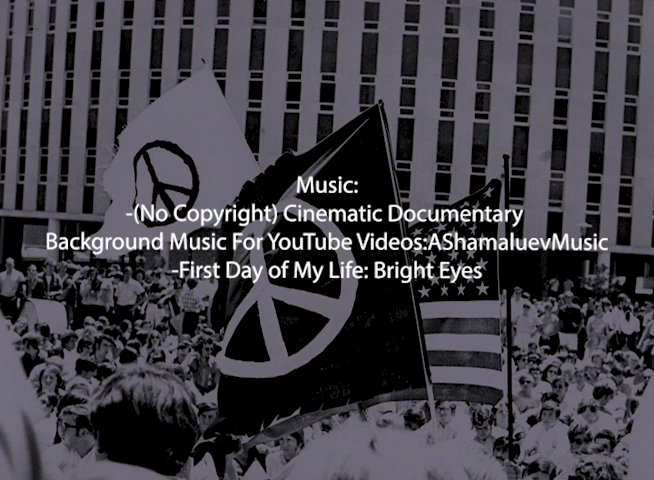 Music:
-(No Copyright) Cinematic Documentary
Background Music For YouTube Videos:AShamaluevMusic
-First Day of My Life: Bright Eyes